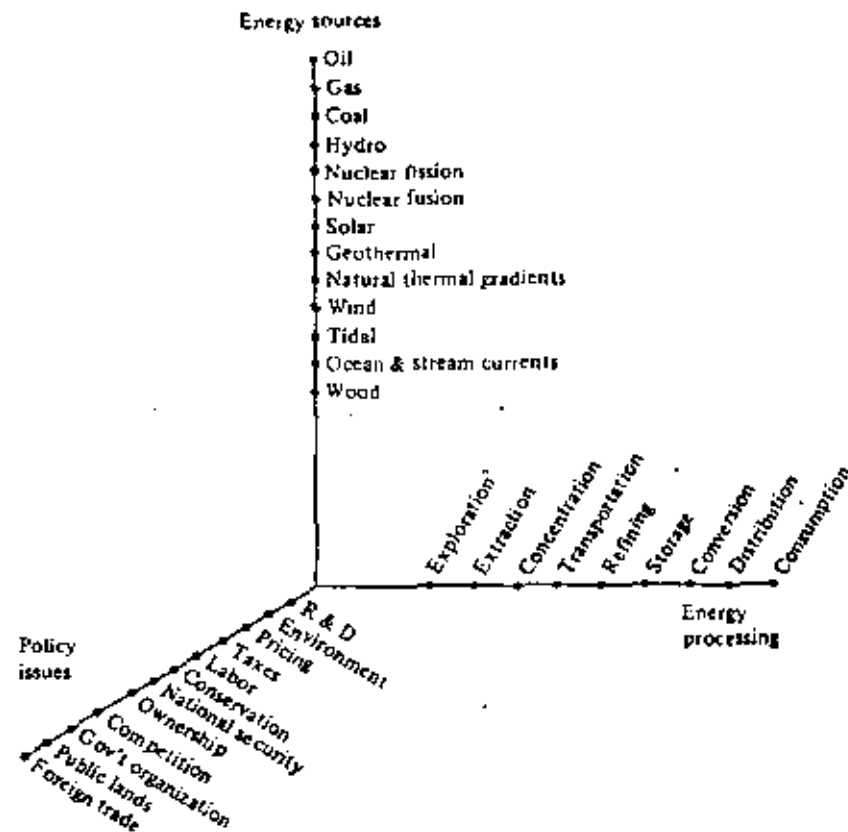 Energy sources
Oil
Gas
Coal
Hydro
Nuclear fission
Nuclear fusion
Solar
Geothermal
Natural thermal gradients
Wind
Tidal
Ocean & stream currents
Wood
Exploration
Extraction
Concentration
Transportation
Refining
Storage
Conversion
Distribution
Consumption
Energy
processing
R & D
Environment
Pricing
Taxes
Labor
Conservation
National security
Ownership
Competition
Gov't organization
Public lands
Foreign trade
Policy
issues